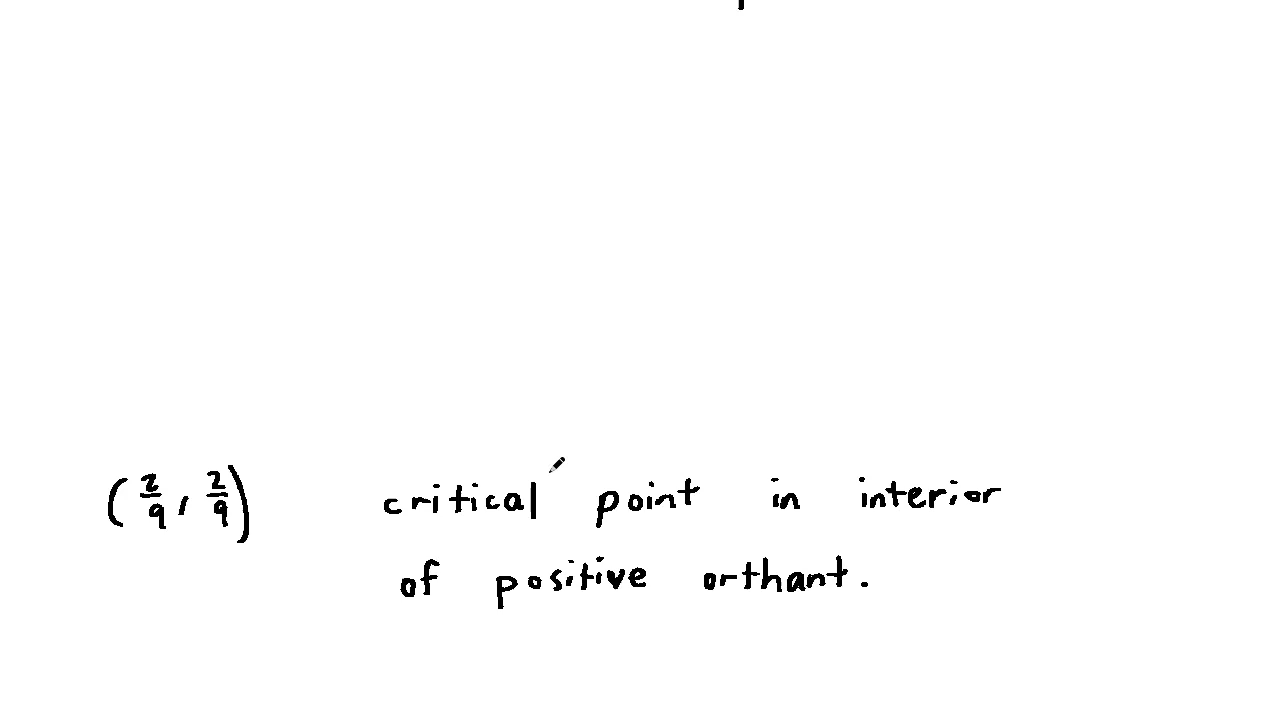 (2/9, 2/9) critical point in interior
of positive orthant.